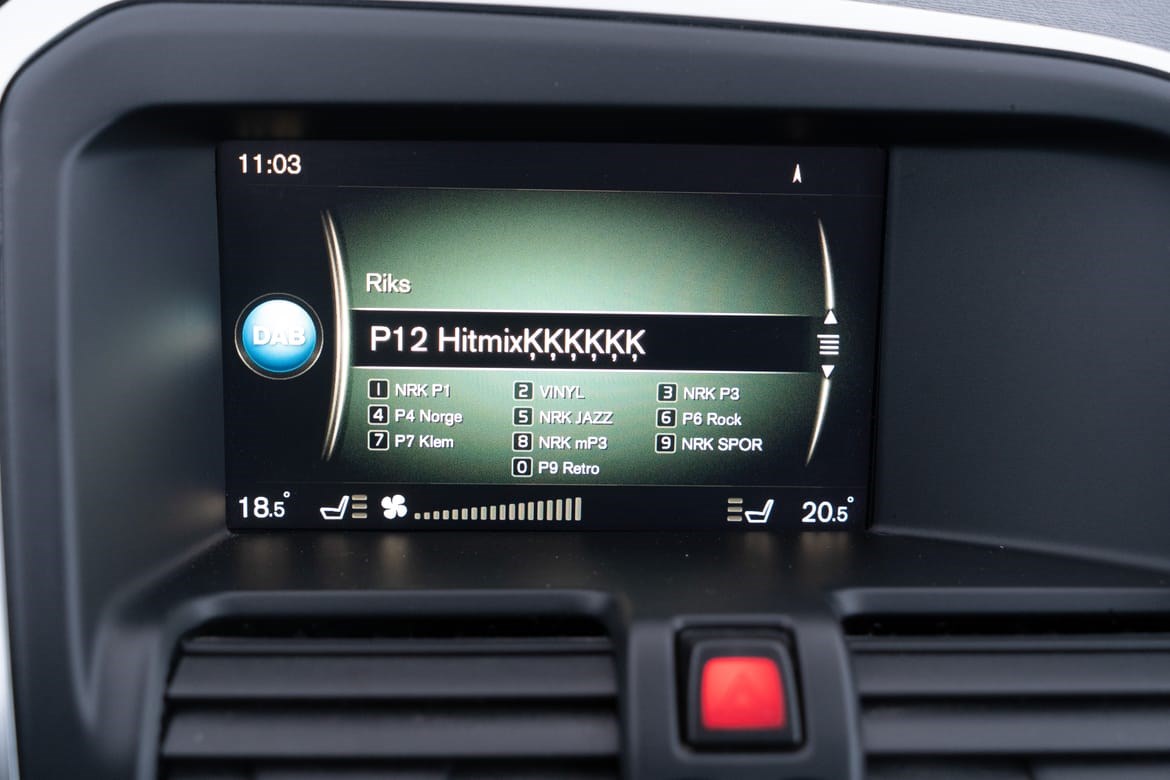 11:03
Riks
DAB
P12 HitmixĶĶĶĶĶĶ
1 NRK P1 2 VINYL 3 NRK P3
4 P4 Norge 5 NRK JAZZ 6 P6 Rock
7 P7 Klem 8 NRK mP3 9 NRK SPOR
0 P9 Retro
18.5° 20.5°